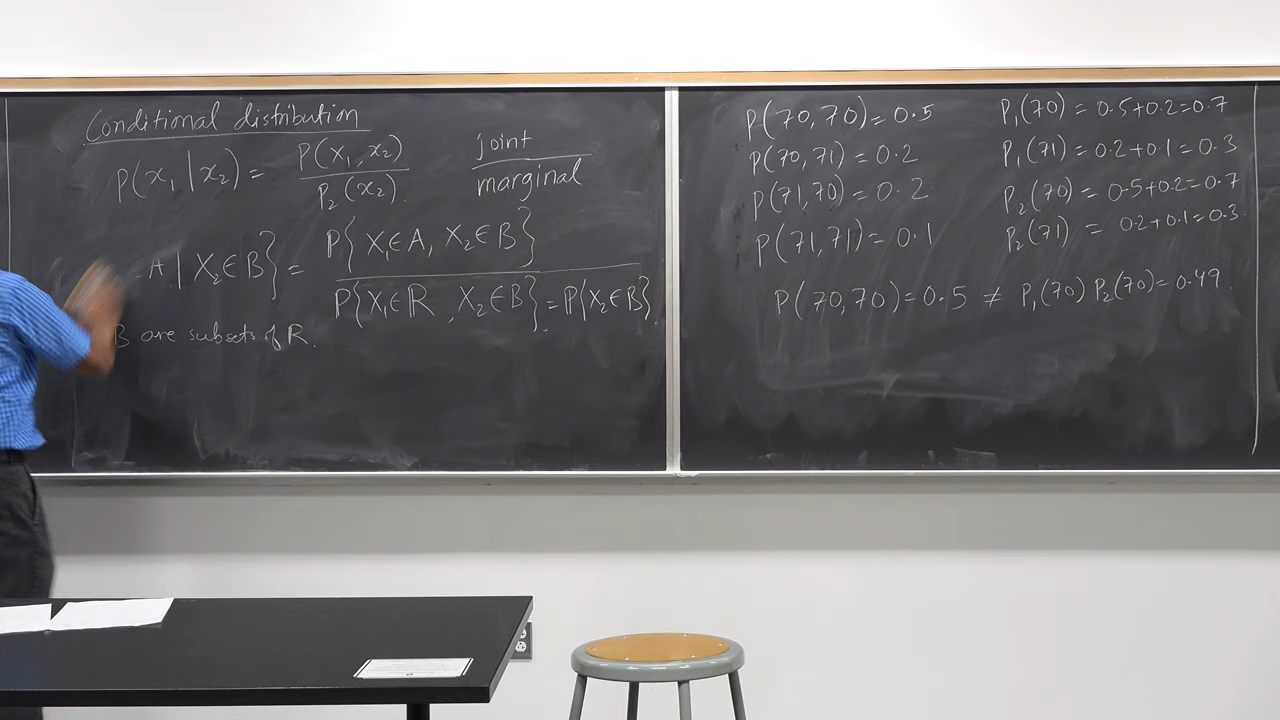 Conditional distribution
p(x₁|x₂) = p(x₁, x₂) / p₂(x₂). joint / marginal
A | X₂ ∈ B} = P{X₁ ∈ A, X₂ ∈ B} / P{X₁ ∈ ℝ, X₂ ∈ B} = P{X₂ ∈ B}.
B are subsets of R.
p(70,70) = 0.5
p(70,71) = 0.2
p(71,70) = 0.2
p(71,71) = 0.1
p₁(70) = 0.5+0.2=0.7
p₁(71) = 0.2+0.1=0.3
p₂(70) = 0.5+0.2=0.7
p₂(71) = 0.2+0.1=0.3.
p(70,70)=0.5 ≠ p₁(70) p₂(70)=0.49.